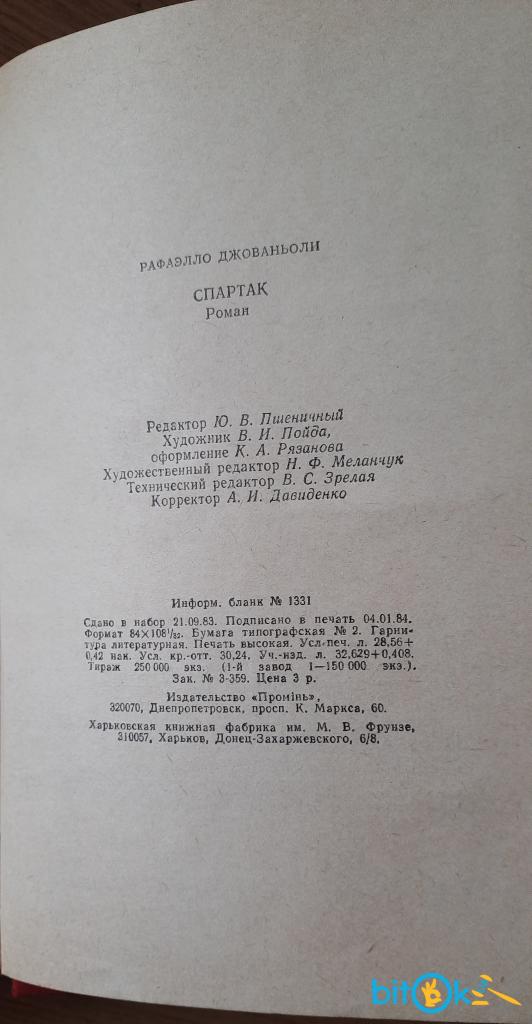 РАФАЭЛЛО ДЖОВАНЬОЛИ
СПАРТАК
Роман
Редактор Ю. В. Пшеничный
Художник В. И. Пойда,
оформление К. А. Рязанова
Художественный редактор Н. Ф. Меланчук
Технический редактор В. С. Зрелая
Корректор А. И. Давиденко
Информ. бланк № 1331
Сдано в набор 21.09.83. Подписано в печать 04.01.84.
Формат 84×108¹/₃₂. Бумага типографская № 2. Гарни-
тура литературная. Печать высокая. Усл.печ. л. 28,56+
0,42 нак. Усл. кр.-отт. 30,24. Уч.-изд. л. 32,629+0,408.
Тираж 250 000 экз. (1-й завод 1—150 000 экз.).
Зак. № 3-359. Цена 3 р.
Издательство «Промінь»,
320070, Днепропетровск, просп. К. Маркса, 60.
Харьковская книжная фабрика им. М. В. Фрунзе,
310057, Харьков, Донец-Захаржевского, 6/8.
bitOk